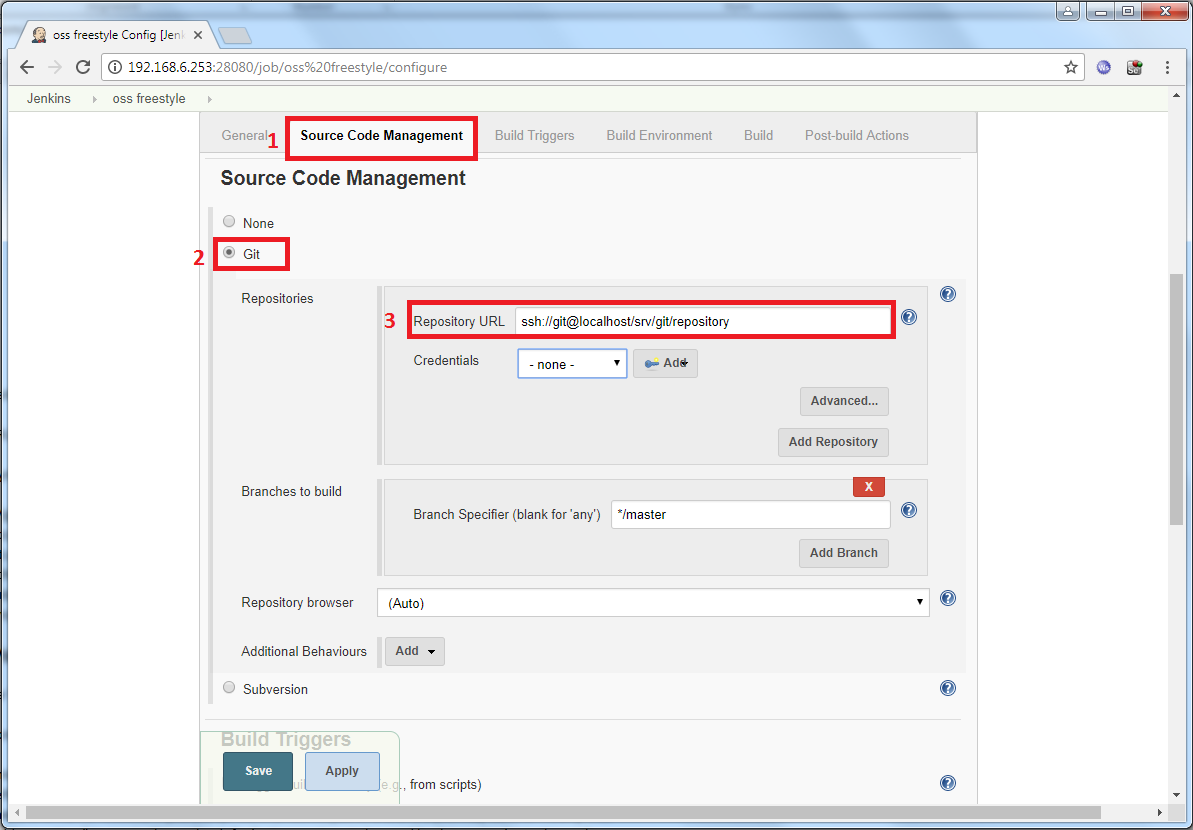 oss freestyle Config [Jenk
192.168.6.253:28080/job/oss%20freestyle/configure
Jenkins oss freestyle
General 1 Source Code Management Build Triggers Build Environment Build Post-build Actions
Source Code Management
None
2 Git
Repositories
3 Repository URL ssh://git@localhost/srv/git/repository
Credentials - none - Add
Advanced...
Add Repository
Branches to build
X
Branch Specifier (blank for 'any') */master
Add Branch
Repository browser (Auto)
Additional Behaviours Add
Subversion
Build Triggers
Save Apply
, from scripts)